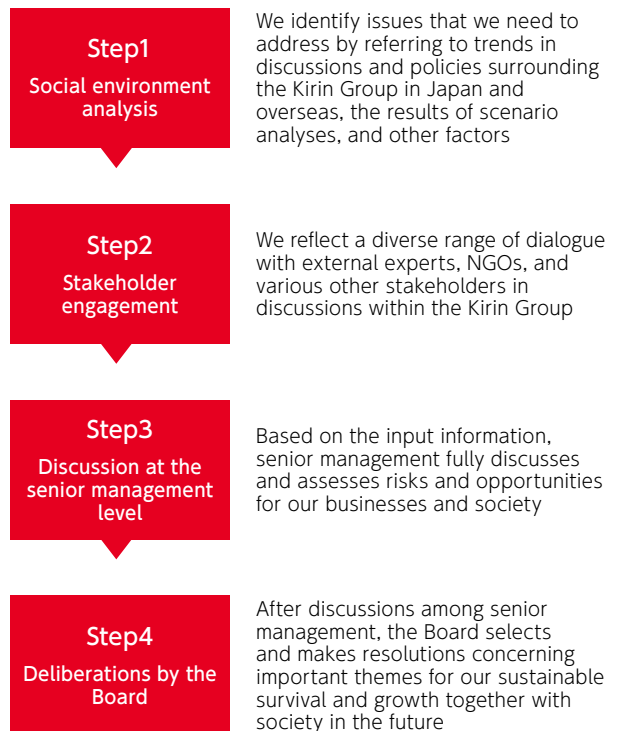 Step1
Social environment
analysis
We identify issues that we need to
address by referring to trends in
discussions and policies surrounding
the Kirin Group in Japan and
overseas, the results of scenario
analyses, and other factors
Step2
Stakeholder
engagement
We reflect a diverse range of dialogue
with external experts, NGOs, and
various other stakeholders in
discussions within the Kirin Group
Step3
Discussion at the
senior management
level
Based on the input information,
senior management fully discusses
and assesses risks and opportunities
for our businesses and society
Step4
Deliberations by the
Board
After discussions among senior
management, the Board selects
and makes resolutions concerning
important themes for our sustainable
survival and growth together with
society in the future